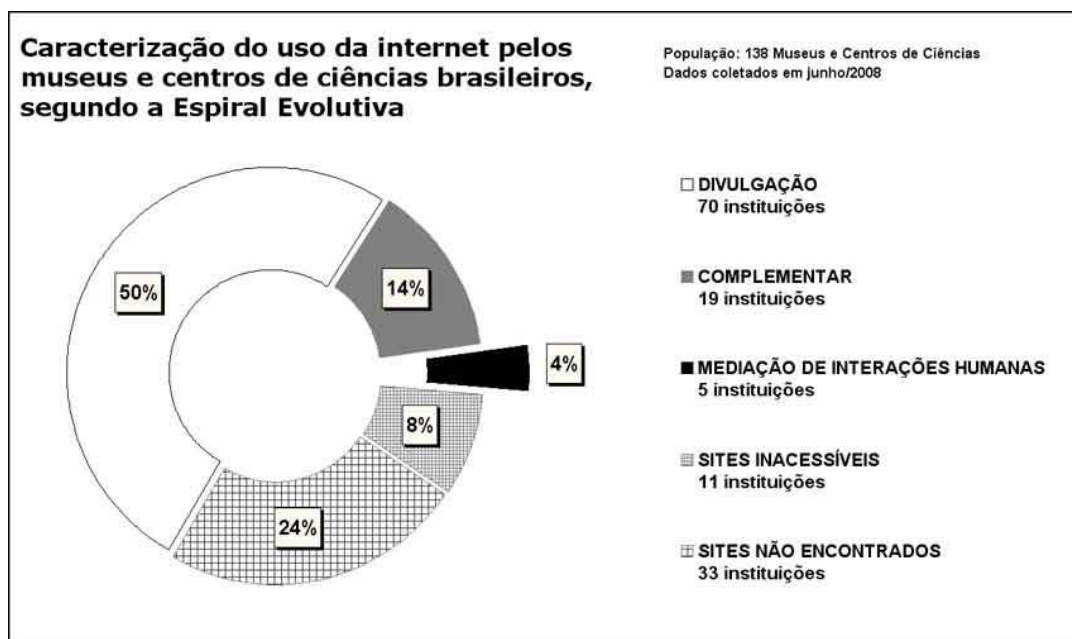 Caracterização do uso da internet pelos
museus e centros de ciências brasileiros,
segundo a Espiral Evolutiva
População: 138 Museus e Centros de Ciências
Dados coletados em junho/2008
50%
14%
4%
8%
24%
DIVULGAÇÃO
70 instituições
COMPLEMENTAR
19 instituições
MEDIAÇÃO DE INTERAÇÕES HUMANAS
5 instituições
SITES INACESSÍVEIS
11 instituições
SITES NÃO ENCONTRADOS
33 instituições